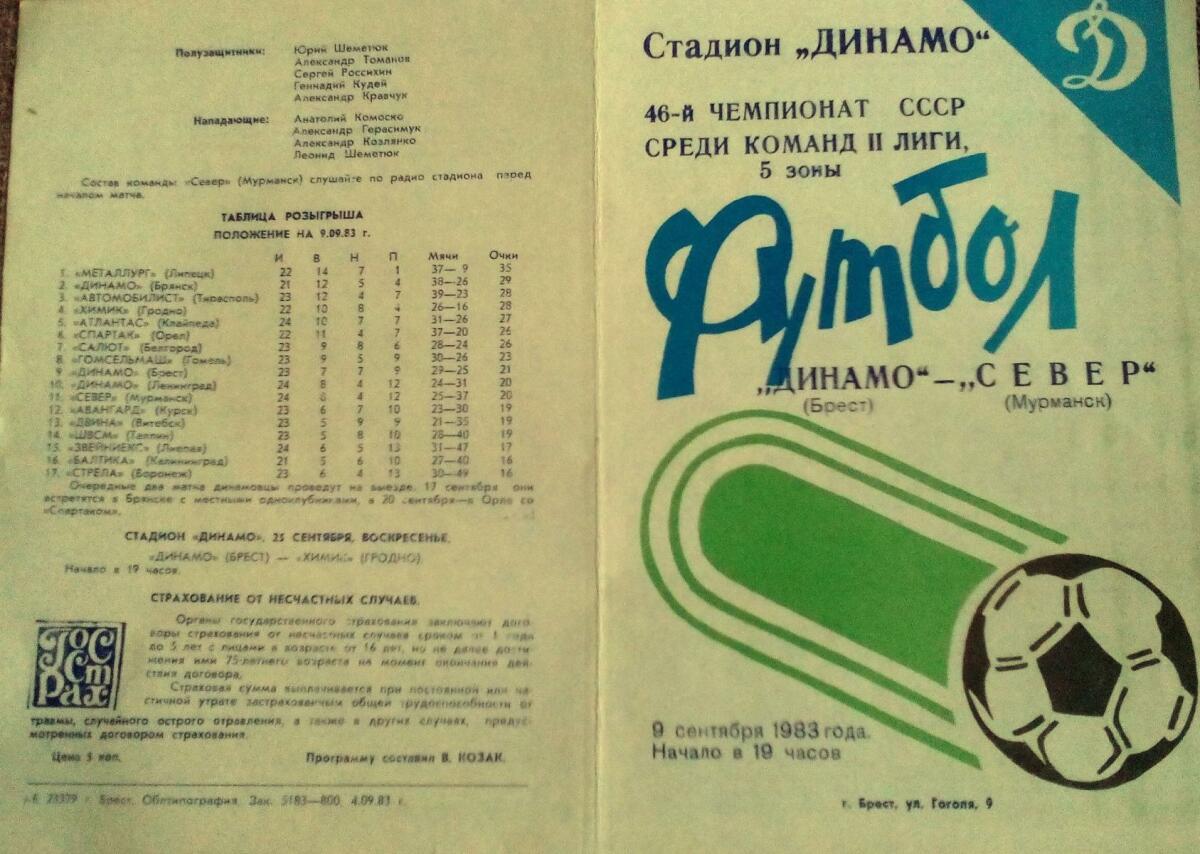 Полузащитники: Юрий Шеметюк
Александр Томанов
Сергей Россихин
Геннадий Кудей
Александр Кравчук
Нападающие: Анатолий Комоско
Александр Герасимук
Александр Козлянко
Леонид Шеметюк
Состав команды «Север» (Мурманск) слушайте по радио стадиона перед
началом матча.
ТАБЛИЦА РОЗЫГРЫША
ПОЛОЖЕНИЕ НА 9.09.83 г.
И В Н П Мячи Очки
1. «МЕТАЛЛУРГ» (Липецк) 22 14 7 1 37—9 35
2. «ДИНАМО» (Брянск) 21 12 5 4 38—26 29
3. «АВТОМОБИЛИСТ» (Тирасполь) 23 12 4 7 39—23 28
4. «ХИМИК» (Гродно) 22 10 8 4 26—16 28
5. «АТЛАНТАС» (Клайпеда) 24 10 7 7 31—26 27
6. «СПАРТАК» (Орел) 22 11 4 7 37—20 26
7. «САЛЮТ» (Белгород) 23 9 8 6 28—24 26
8. «ГОМСЕЛЬМАШ» (Гомель) 23 9 5 9 30—26 23
9. «ДИНАМО» (Брест) 23 7 7 9 29—25 21
10. «ДИНАМО» (Ленинград) 24 8 4 12 24—31 20
11. «СЕВЕР» (Мурманск) 24 8 4 12 25—37 20
12. «АВАНГАРД» (Курск) 23 6 7 10 23—30 19
13. «ДВИНА» (Витебск) 23 5 9 9 21—35 19
14. «ШВСМ» (Таллин) 23 5 8 10 28—40 19
15. «ЗВЕЙНИЕКС» (Лиепая) 24 6 5 13 31—47 17
16. «БАЛТИКА» (Калининград) 21 5 6 10 27—40 16
17. «СТРЕЛА» (Воронеж) 23 6 4 13 30—49 16
Очередные два матча динамовцы проведут на выезде. 17 сентября они
встретятся в Брянске с местными одноклубниками, а 20 сентября—в Орле со
«Спартаком».
СТАДИОН «ДИНАМО», 25 СЕНТЯБРЯ, ВОСКРЕСЕНЬЕ.
«ДИНАМО» (БРЕСТ) — «ХИМИК» (ГРОДНО).
Начало в 19 часов.
СТРАХОВАНИЕ ОТ НЕСЧАСТНЫХ СЛУЧАЕВ.
Органы государственного страхования заключают дого-
воры страхования от несчастных случаев сроком от 1 года
до 5 лет с лицами в возрасте от 16 лет, но не далее дости-
жения ими 75-летнего возраста на момент окончания дей-
ствия договора.
Страховая сумма выплачивается при постоянной или ча-
стичной утрате застрахованным общей трудоспособности от
травмы, случайного острого отравления, а также в других случаях, предус-
мотренных договором страхования.
ГОССТРАХ
Цена 5 коп. Программу составил В. КОЗАК.
23379 г. Брест. Облтипография. Зак. 5183—800 4.09.83 г.
Стадион „ДИНАМО“
Д
46-й ЧЕМПИОНАТ СССР
СРЕДИ КОМАНД II ЛИГИ,
5 зоны
Футбол
„ДИНАМО“—„СЕВЕР“
(Брест) (Мурманск)
9 сентября 1983 года.
Начало в 19 часов
г. Брест, ул. Гоголя, 9